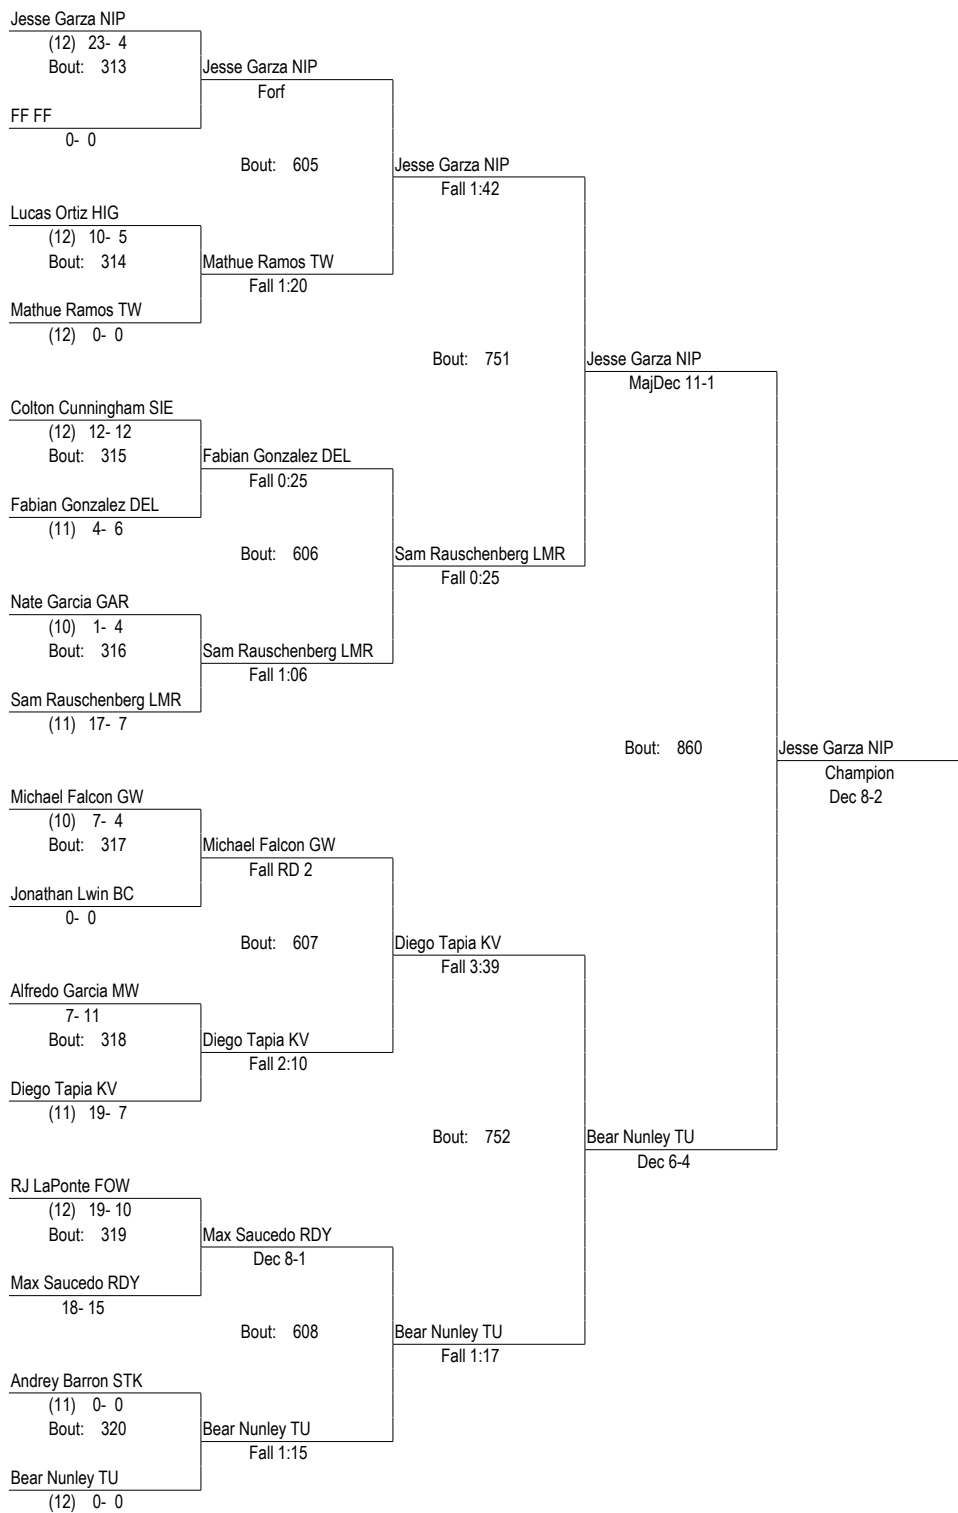 Jesse Garza NIP
(12) 23- 4
Bout: 313
Jesse Garza NIP
Forf
FF FF
0- 0
Bout: 605
Jesse Garza NIP
Fall 1:42
Lucas Ortiz HIG
(12) 10- 5
Bout: 314
Mathue Ramos TW
Fall 1:20
Mathue Ramos TW
(12) 0- 0
Bout: 751
Jesse Garza NIP
MajDec 11-1
Colton Cunningham SIE
(12) 12- 12
Bout: 315
Fabian Gonzalez DEL
Fall 0:25
Fabian Gonzalez DEL
(11) 4- 6
Bout: 606
Sam Rauschenberg LMR
Fall 0:25
Nate Garcia GAR
(10) 1- 4
Bout: 316
Sam Rauschenberg LMR
Fall 1:06
Sam Rauschenberg LMR
(11) 17- 7
Bout: 860
Jesse Garza NIP
Champion
Dec 8-2
Michael Falcon GW
(10) 7- 4
Bout: 317
Michael Falcon GW
Fall RD 2
Jonathan Lwin BC
0- 0
Bout: 607
Diego Tapia KV
Fall 3:39
Alfredo Garcia MW
7- 11
Bout: 318
Diego Tapia KV
Fall 2:10
Diego Tapia KV
(11) 19- 7
Bout: 752
Bear Nunley TU
Dec 6-4
RJ LaPonte FOW
(12) 19- 10
Bout: 319
Max Saucedo RDY
Dec 8-1
Max Saucedo RDY
18- 15
Bout: 608
Bear Nunley TU
Fall 1:17
Andrey Barron STK
(11) 0- 0
Bout: 320
Bear Nunley TU
Fall 1:15
Bear Nunley TU
(12) 0- 0